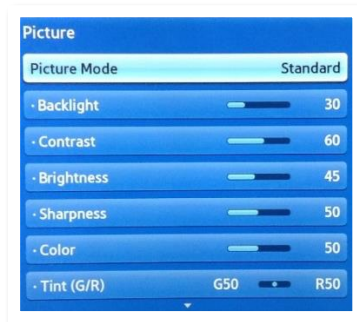 Picture
Picture Mode Standard
· Backlight 30
· Contrast 60
· Brightness 45
· Sharpness 50
· Color 50
· Tint (G/R) G50 R50